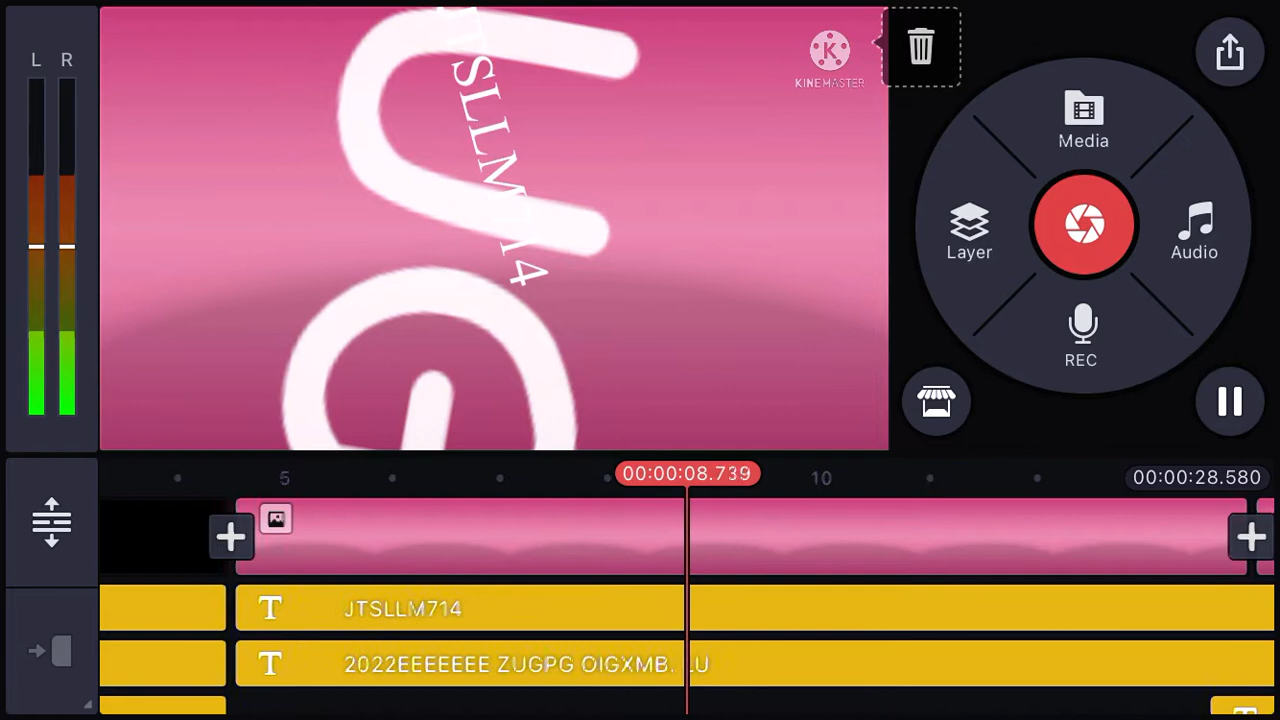 L R
JTSLLM714
K
KINEMASTER
Media
Layer
Audio
REC
5
00:00:08.739
10
00:00:28.580
T JTSLLM714
T 2022EEEEEEE ZUGPG OIGXMB.